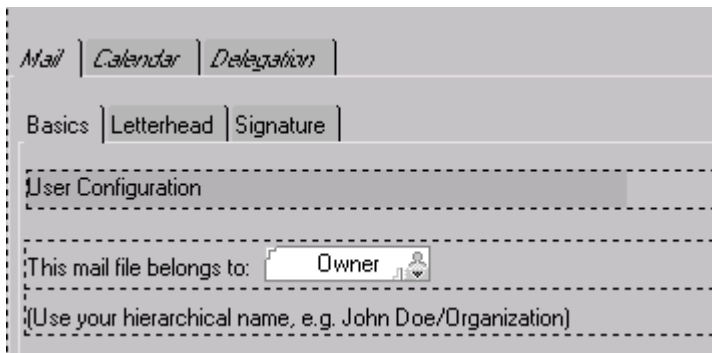 Mail Calendar Delegation
Basics Letterhead Signature
User Configuration
This mail file belongs to: Owner
(Use your hierarchical name, e.g. John Doe/Organization)